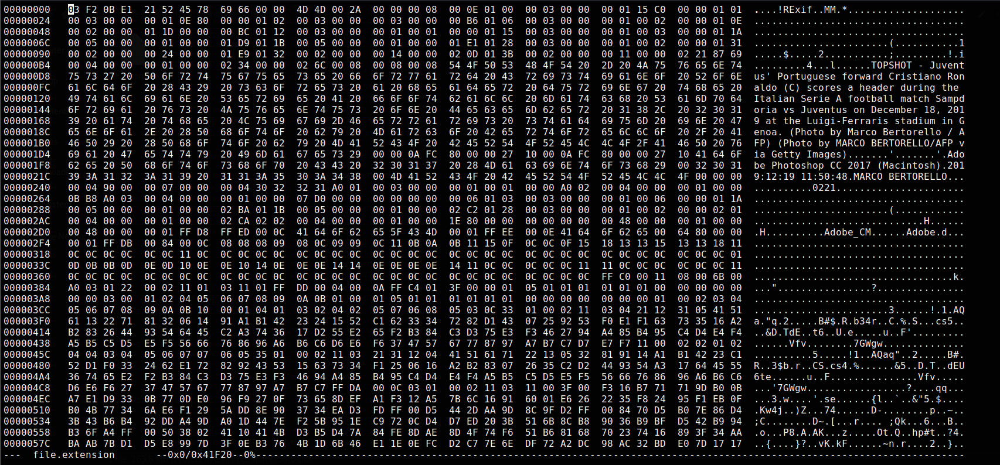 00000000 03 F2 0B E1 21 52 45 78 69 66 00 00 4D 4D 00 2A 00 00 00 08 00 0E 01 00 00 03 00 00 00 01 15 C0 00 00 01 01 ....!RExif..MM.*....................
00000024 00 03 00 00 00 01 0E 80 00 00 01 02 00 03 00 00 00 03 00 00 00 B6 01 06 00 03 00 00 00 01 00 02 00 00 01 0E ....................................
00000048 00 02 00 00 01 1D 00 00 00 BC 01 12 00 03 00 00 00 01 00 01 00 00 01 15 00 03 00 00 00 01 00 03 00 00 01 1A ....................................
0000006C 00 05 00 00 00 01 00 00 01 D9 01 1B 00 05 00 00 00 01 00 00 01 E1 01 28 00 03 00 00 00 01 00 02 00 00 01 31 .......................(...........1
00000090 00 02 00 00 00 24 00 00 01 E9 01 32 00 02 00 00 00 14 00 00 02 0D 01 3B 00 02 00 00 00 11 00 00 02 21 87 69 .....$.....2...........;.........!.i
000000B4 00 04 00 00 00 01 00 00 02 34 00 00 02 6C 00 08 00 08 00 08 54 4F 50 53 48 4F 54 20 2D 20 4A 75 76 65 6E 74 .........4...l......TOPSHOT - Juvent
000000D8 75 73 27 20 50 6F 72 74 75 67 75 65 73 65 20 66 6F 72 77 61 72 64 20 43 72 69 73 74 69 61 6E 6F 20 52 6F 6E us' Portuguese forward Cristiano Ron
000000FC 61 6C 64 6F 20 28 43 29 20 73 63 6F 72 65 73 20 61 20 68 65 61 64 65 72 20 64 75 72 69 6E 67 20 74 68 65 20 aldo (C) scores a header during the
00000120 49 74 61 6C 69 61 6E 20 53 65 72 69 65 20 41 20 66 6F 6F 74 62 61 6C 6C 20 6D 61 74 63 68 20 53 61 6D 70 64 Italian Serie A football match Sampd
00000144 6F 72 69 61 20 76 73 20 4A 75 76 65 6E 74 75 73 20 6F 6E 20 44 65 63 65 6D 62 65 72 20 31 38 2C 20 32 30 31 oria vs Juventus on December 18, 201
00000168 39 20 61 74 20 74 68 65 20 4C 75 69 67 69 2D 46 65 72 72 61 72 69 73 20 73 74 61 64 69 75 6D 20 69 6E 20 47 9 at the Luigi-Ferraris stadium in G
0000018C 65 6E 6F 61 2E 20 28 50 68 6F 74 6F 20 62 79 20 4D 61 72 63 6F 20 42 65 72 74 6F 72 65 6C 6C 6F 20 2F 20 41 enoa. (Photo by Marco Bertorello / A
000001B0 46 50 29 20 28 50 68 6F 74 6F 20 62 79 20 4D 41 52 43 4F 20 42 45 52 54 4F 52 45 4C 4C 4F 2F 41 46 50 20 76 FP) (Photo by MARCO BERTORELLO/AFP v
000001D4 69 61 20 47 65 74 74 79 20 49 6D 61 67 65 73 29 00 00 0A FC 80 00 00 27 10 00 0A FC 80 00 00 27 10 41 64 6F ia Getty Images).......'.......'.Ado
000001F8 62 65 20 50 68 6F 74 6F 73 68 6F 70 20 43 43 20 32 30 31 37 20 28 4D 61 63 69 6E 74 6F 73 68 29 00 32 30 31 be Photoshop CC 2017 (Macintosh).201
0000021C 39 3A 31 32 3A 31 39 20 31 31 3A 35 30 3A 34 38 00 4D 41 52 43 4F 20 42 45 52 54 4F 52 45 4C 4C 4F 00 00 00 9:12:19 11:50:48.MARCO BERTORELLO...
00000240 00 04 90 00 00 07 00 00 00 04 30 32 32 31 A0 01 00 03 00 00 00 01 00 01 00 00 A0 02 00 04 00 00 00 01 00 00 ..........0221......................
00000264 0B B8 A0 03 00 04 00 00 00 01 00 00 07 D0 00 00 00 00 00 06 01 03 00 03 00 00 00 01 00 06 00 00 01 1A ....................................
00000288 00 05 00 00 00 01 00 00 02 BA 01 1B 00 05 00 00 00 01 00 00 02 C2 01 28 00 03 00 00 00 01 00 02 00 00 02 01 .......................(............
000002AC 00 04 00 00 00 01 00 00 02 CA 02 02 00 04 00 00 00 01 00 00 1E 80 00 00 00 00 00 00 00 48 00 00 00 01 00 00 .............................H......
000002D0 00 48 00 00 00 01 FF D8 FF ED 00 0C 41 64 6F 62 65 5F 43 4D 00 01 FF EE 00 0E 41 64 6F 62 65 00 64 80 00 00 .H..........Adobe_CM......Adobe.d...
000002F4 00 01 FF DB 00 84 00 0C 08 08 08 09 08 0C 09 09 0C 11 0B 0A 0B 11 15 0F 0C 0C 0F 15 18 13 13 15 13 13 18 11 ....................................
00000318 0C 0C 0C 0C 0C 0C 11 0C 0C 0C 0C 0C 0C 0C 0C 0C 0C 0C 0C 0C 0C 0C 0C 0C 0C 0C 0C 0C 0C 0C 0C 0C 0C 0C 0C 01 ....................................
0000033C 0D 0B 0B 0D 0E 0D 10 0E 0E 10 14 0E 0E 0E 14 14 0E 0E 0E 0E 14 11 0C 0C 0C 0C 0C 11 11 0C 0C 0C 0C 0C 0C 11 ....................................
00000360 0C 0C 0C 0C 0C 0C 0C 0C 0C 0C 0C 0C 0C 0C 0C 0C 0C 0C 0C 0C 0C 0C 0C 0C 0C 0C 0C 0C FF C0 00 11 08 00 6B 00 ..................................k.
00000384 A0 03 01 22 00 02 11 01 03 11 01 FF DD 00 04 00 0A FF C4 01 3F 00 00 01 05 01 01 01 01 01 01 00 00 00 00 00 ..."................?...............
000003A8 00 00 03 00 01 02 04 05 06 07 08 09 0A 0B 01 00 01 05 01 01 01 01 01 01 00 00 00 00 00 00 00 01 00 02 03 04 ....................................
000003CC 05 06 07 08 09 0A 0B 10 00 01 04 01 03 02 04 02 05 07 06 08 05 03 0C 33 01 00 02 11 03 04 21 12 31 05 41 51 .......................3......!.1.AQ
000003F0 61 13 22 71 81 32 06 14 91 A1 B1 42 23 24 15 52 C1 62 33 34 72 82 D1 43 07 25 92 53 F0 E1 F1 63 73 35 16 A2 a."q.2.....B#$.R.b34r..C.%.S...cs5..
00000414 B2 83 26 44 93 54 64 45 C2 A3 74 36 17 D2 55 E2 65 F2 B3 84 C3 D3 75 E3 F3 46 27 94 A4 85 B4 95 C4 D4 E4 F4 ..&D.TdE..t6..U.e.....u..F'.........
00000438 A5 B5 C5 D5 E5 F5 56 66 76 86 96 A6 B6 C6 D6 E6 F6 37 47 57 67 77 87 97 A7 B7 C7 D7 E7 F7 11 00 02 02 01 02 ......Vfv........7GWgw..............
0000045C 04 04 03 04 05 06 07 07 06 05 35 01 00 02 11 03 21 31 12 04 41 51 61 71 22 13 05 32 81 91 14 A1 B1 42 23 C1 ..........5.....!1..AQaq"..2.....B#.
00000480 52 D1 F0 33 24 62 E1 72 82 92 43 53 15 63 73 34 F1 25 06 16 A2 B2 83 07 26 35 C2 D2 44 93 54 A3 17 64 45 55 R..3$b.r..CS.cs4.%......&5..D.T..dEU
000004A4 36 74 65 E2 F2 B3 84 C3 D3 75 E3 F3 46 94 A4 85 B4 95 C4 D4 E4 F4 A5 B5 C5 D5 E5 F5 56 66 76 86 96 A6 B6 C6 6te......u..F...............Vfv.....
000004C8 D6 E6 F6 27 37 47 57 67 77 87 97 A7 B7 C7 FF DA 00 0C 03 01 00 02 11 03 11 00 3F 00 F3 16 B7 71 71 9D B0 0B ...'7GWgw.................?....qq...
000004EC A7 E1 D9 33 0B 77 0D E0 96 F9 27 0F 73 65 8D EF A1 F3 12 A5 7B 6C 16 91 60 01 E6 26 22 35 F8 24 95 F1 EB 0F ...3.w....'.se......{l..`..&"5.$....
00000510 B0 4B 77 34 6A E6 F1 29 5A DD 8E 90 37 34 EA D3 FD FF 00 D5 44 2D AA 9D 8C 9F D2 FF 00 84 70 D5 B0 7E 86 D4 .Kw4j..)Z...74......D-.......p..~..
00000534 3B 43 B6 B4 92 DD A4 9D A0 1D 44 7E F2 5B 95 1E C9 72 0C D4 D7 ED 20 3B 51 6B 8C B8 90 36 B9 BF D5 42 B9 94 ;C........D~.[...r.... ;Qk...6...B..
00000558 B3 6F A4 FF 00 50 38 02 41 10 41 4B D3 B5 D4 7A 84 FE 8D AE 8D 4F 74 F6 51 B6 81 68 70 23 74 16 89 3F 34 AA .o...P8.A.AK...z.....Ot.Q..hp#t..?4.
0000057C BA AB 7B D1 D5 E8 99 7D 3F 0E B3 76 4B 1D 6B 46 E1 1E 0E FC D2 C7 7E 6E DF 72 A2 DC 98 AC 32 BD E0 7D 17 17 ..{....}?..vK.kF......~n.r....2..}..
--- file.extension --0x0/0x41F20--0%--